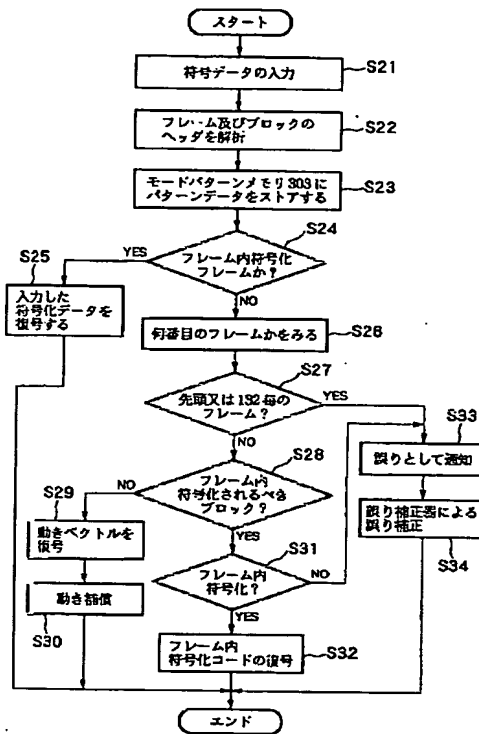 スタート
符号データの入力
S21
フレーム及びブロックの
ヘッダを解析
S22
モードパターンメモリ303に
パターンデータをストアする
S23
S24
フレーム内符号化
フレームか?
YES
NO
S25
入力した
符号化データを
復号する
何番目のフレームかをみる
S26
S27
先頭又は132毎の
フレーム?
YES
NO
S28
フレーム内
符号化されるべき
ブロック?
NO
YES
S29
動きベクトルを
復号
動き補償
S30
S31
フレーム内
符号化?
NO
YES
フレーム内
符号化コードの復号
S32
S33
誤りとして通知
誤り補正器による
誤り補正
S34
エンド